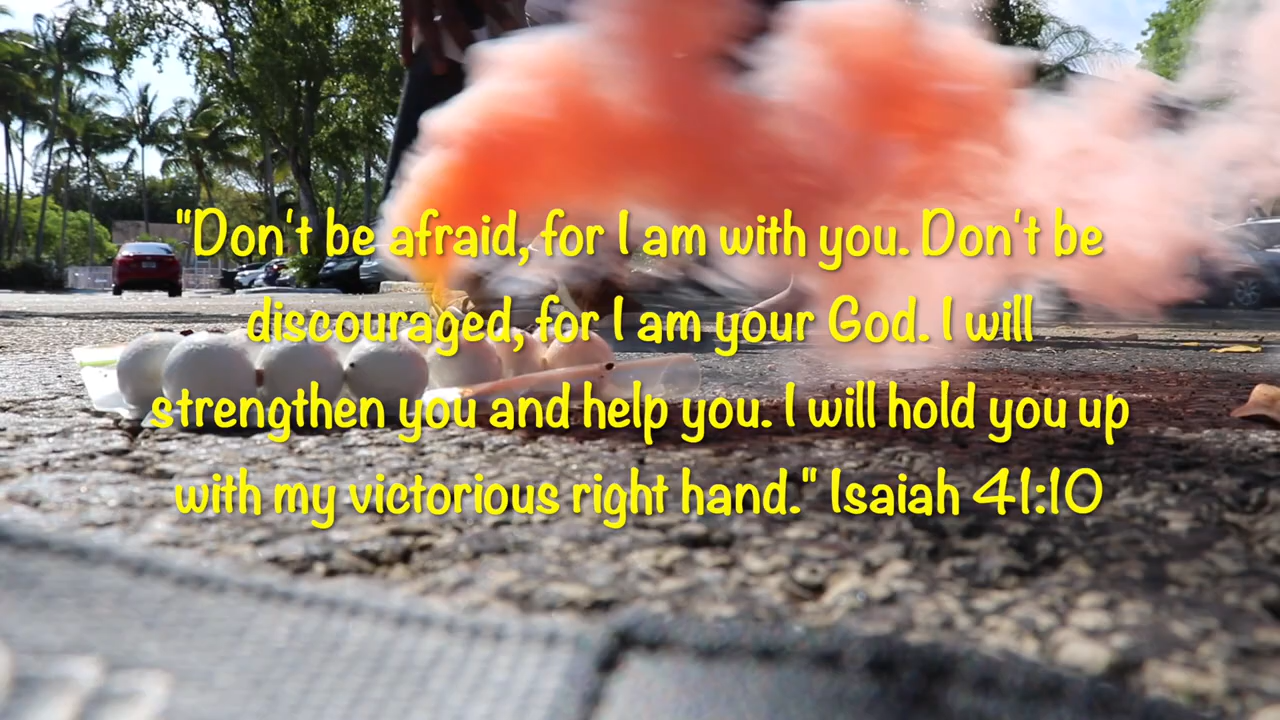 "Don't be afraid, for I am with you. Don't be
discouraged, for I am your God. I will
strengthen you and help you. I will hold you up
with my victorious right hand." Isaiah 41:10